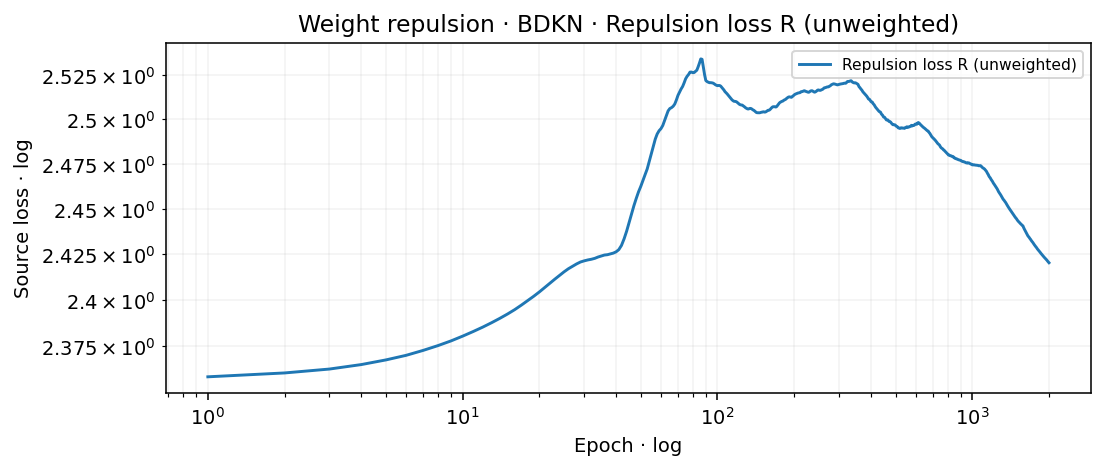 Weight repulsion · BDKN · Repulsion loss R (unweighted)
Repulsion loss R (unweighted)
Source loss · log
2.525 × 10⁰
2.5 × 10⁰
2.475 × 10⁰
2.45 × 10⁰
2.425 × 10⁰
2.4 × 10⁰
2.375 × 10⁰
10⁰ 10¹ 10² 10³
Epoch · log